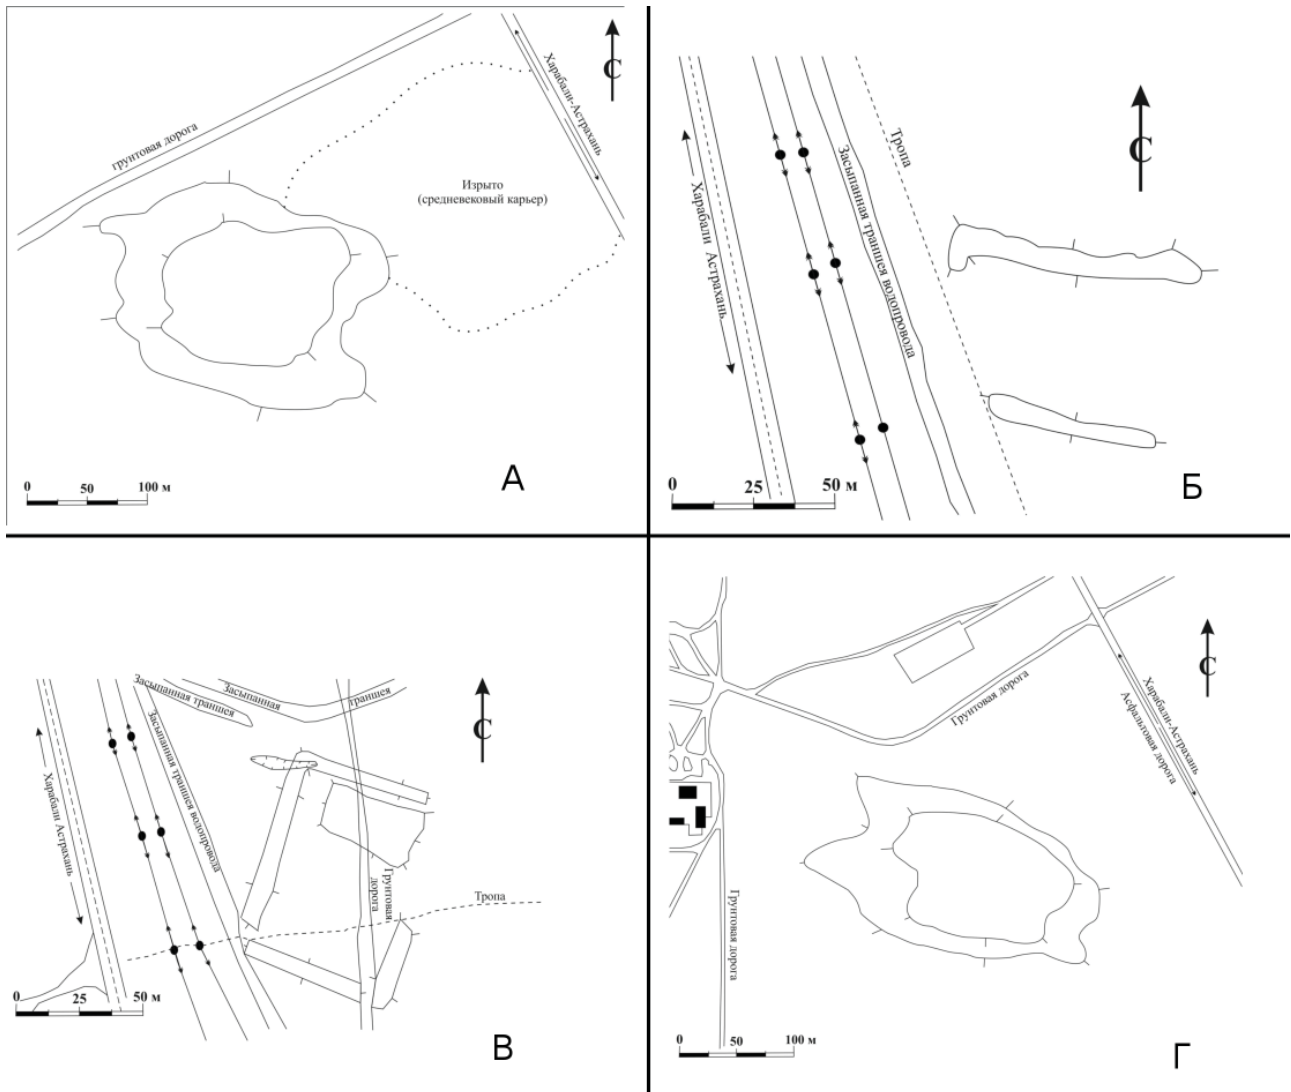 грунтовая дорога
Харабали-Астрахань
С
Изрыто
(средневековый карьер)
0 50 100 м
А
Харабали Астрахань
Засыпанная траншея водопровода
Тропа
С
0 25 50 м
Б
Засыпанная траншея
Засыпанная траншея
Засыпанная траншея водопровода
Харабали Астрахань
С
Грунтовая
дорога
Тропа
0 25 50 м
В
Грунтовая дорога
Харабали-Астрахань
Асфальтовая дорога
С
Грунтовая дорога
0 50 100 м
Г